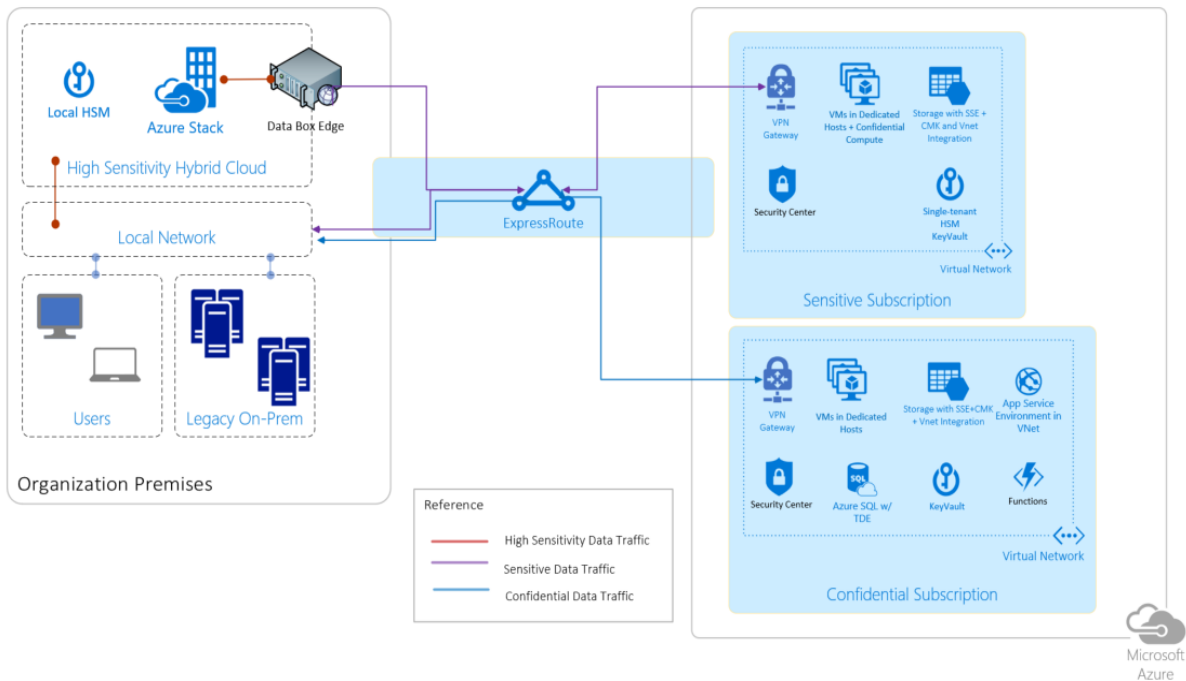 Local HSM
Azure Stack
Data Box Edge
High Sensitivity Hybrid Cloud
Local Network
Users
Legacy On-Prem
Organization Premises
ExpressRoute
Reference
High Sensitivity Data Traffic
Sensitive Data Traffic
Confidential Data Traffic
VPN
Gateway
VMs in Dedicated
Hosts + Confidential
Compute
Storage with SSE +
CMK and Vnet
Integration
Security Center
Single-tenant
HSM
KeyVault
Virtual Network
Sensitive Subscription
VPN
Gateway
VMs in Dedicated
Hosts
Storage with SSE+CMK
+ Vnet Integration
App Service
Environment in
VNet
Security Center
SQL
Azure SQL w/
TDE
KeyVault
Functions
Virtual Network
Confidential Subscription
Microsoft
Azure